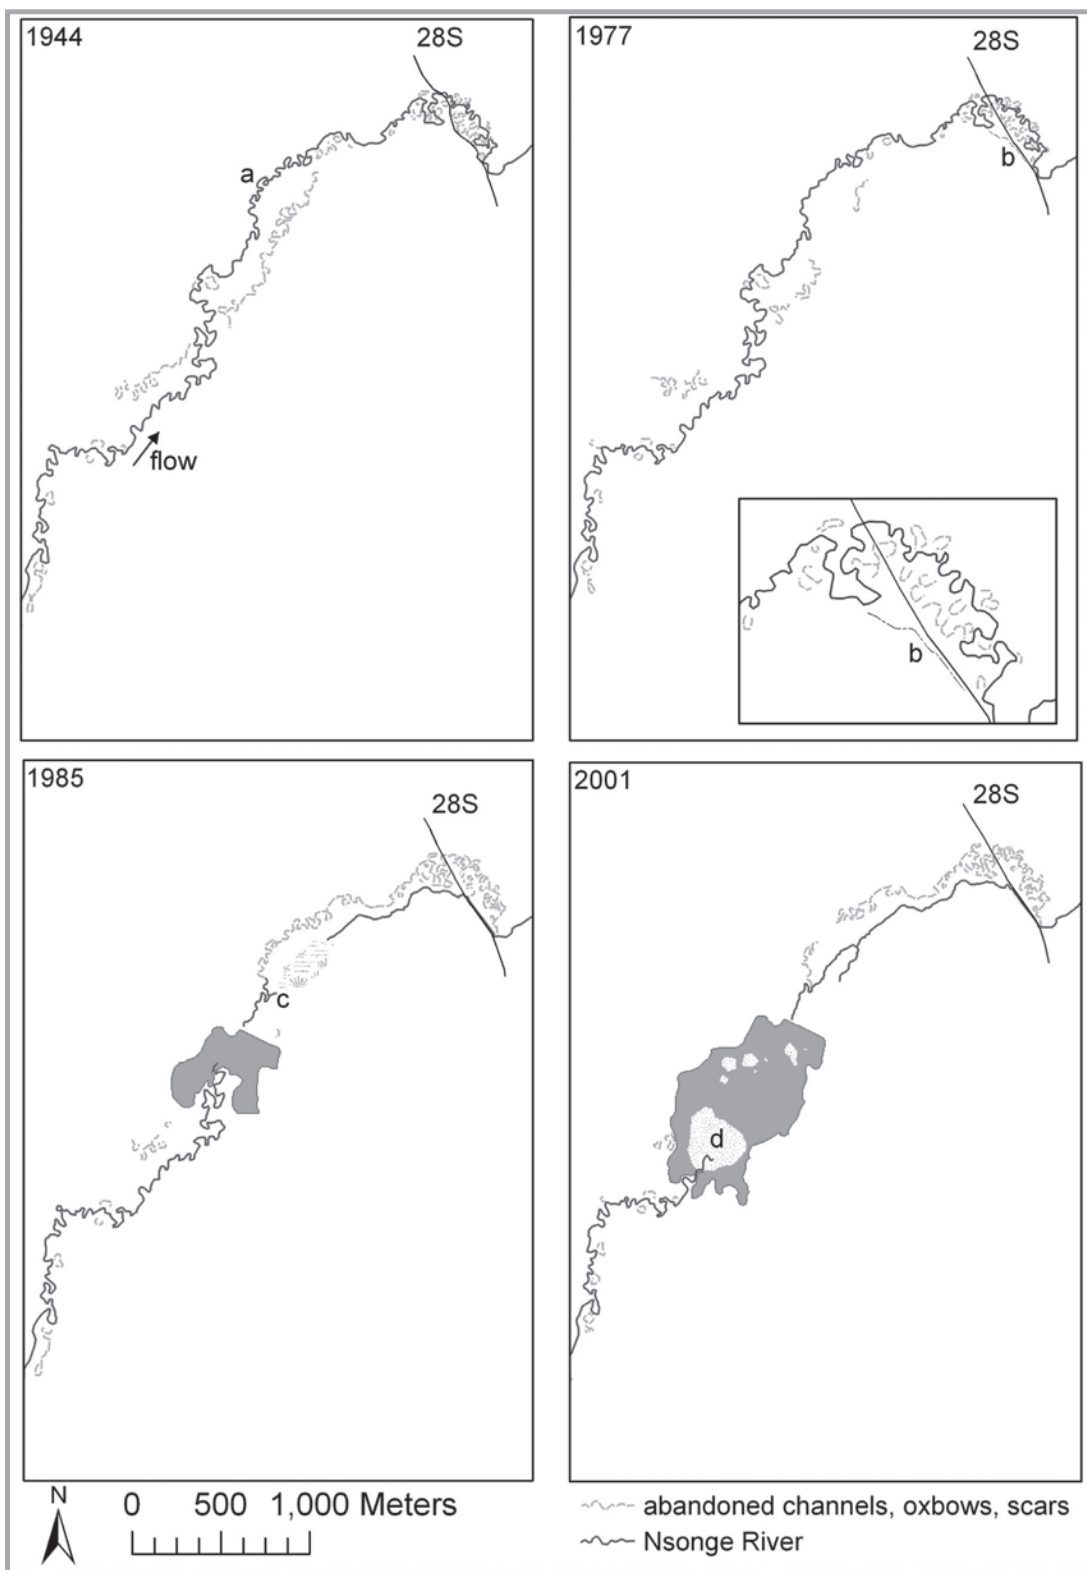 1944
28S
a
flow
1977
28S
b
b
1985
28S
c
2001
28S
d
N
0 500 1,000 Meters
abandoned channels, oxbows, scars
Nsonge River